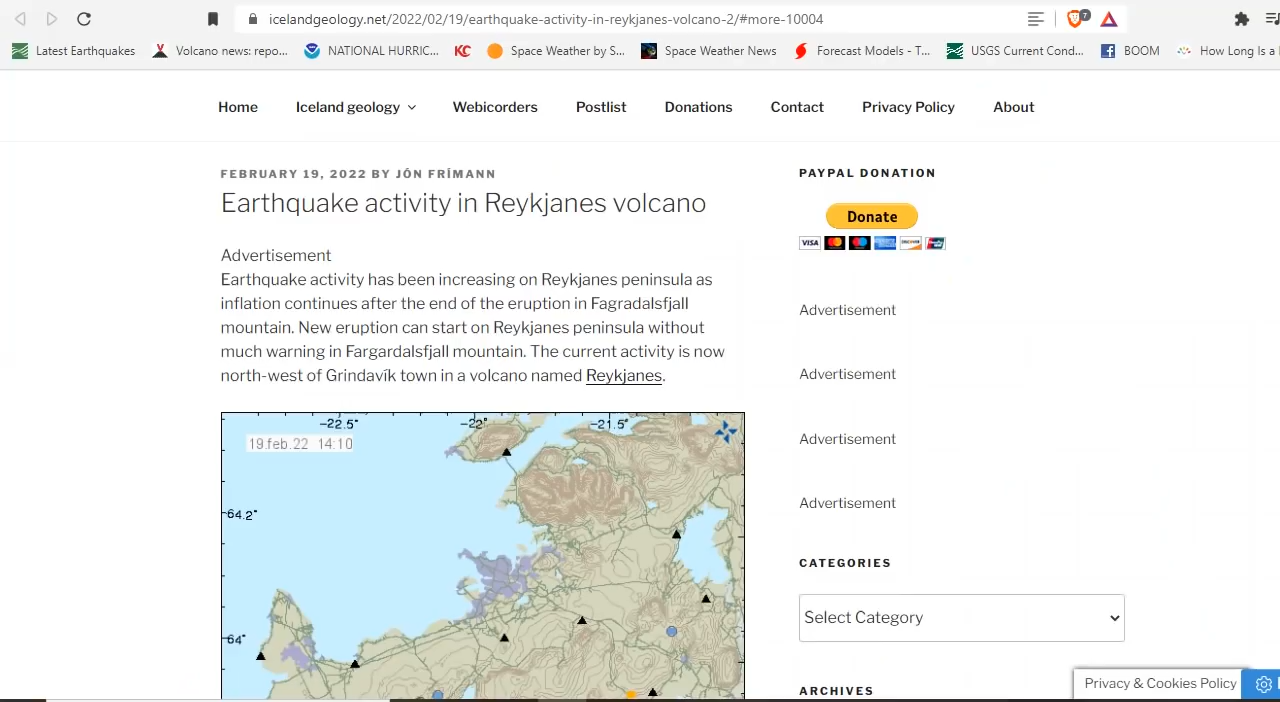 icelandgeology.net/2022/02/19/earthquake-activity-in-reykjanes-volcano-2/#more-10004
7
Latest Earthquakes
Volcano news: repo...
NATIONAL HURRIC...
KC
Space Weather by S...
Space Weather News
Forecast Models - T...
USGS Current Cond...
BOOM
How Long Is a
Home
Iceland geology
Webicorders
Postlist
Donations
Contact
Privacy Policy
About
FEBRUARY 19, 2022 BY JÓN FRÍMANN
Earthquake activity in Reykjanes volcano
Advertisement
Earthquake activity has been increasing on Reykjanes peninsula as
inflation continues after the end of the eruption in Fagradalsfjall
mountain. New eruption can start on Reykjanes peninsula without
much warning in Fargardalsfjall mountain. The current activity is now
north-west of Grindavík town in a volcano named Reykjanes.
-22.5°
-22°
-21.5°
19.feb.22 14:10
64.2°
64°
PAYPAL DONATION
Donate
VISA
DISCOVER
Advertisement
Advertisement
Advertisement
Advertisement
CATEGORIES
Select Category
ARCHIVES
Privacy & Cookies Policy